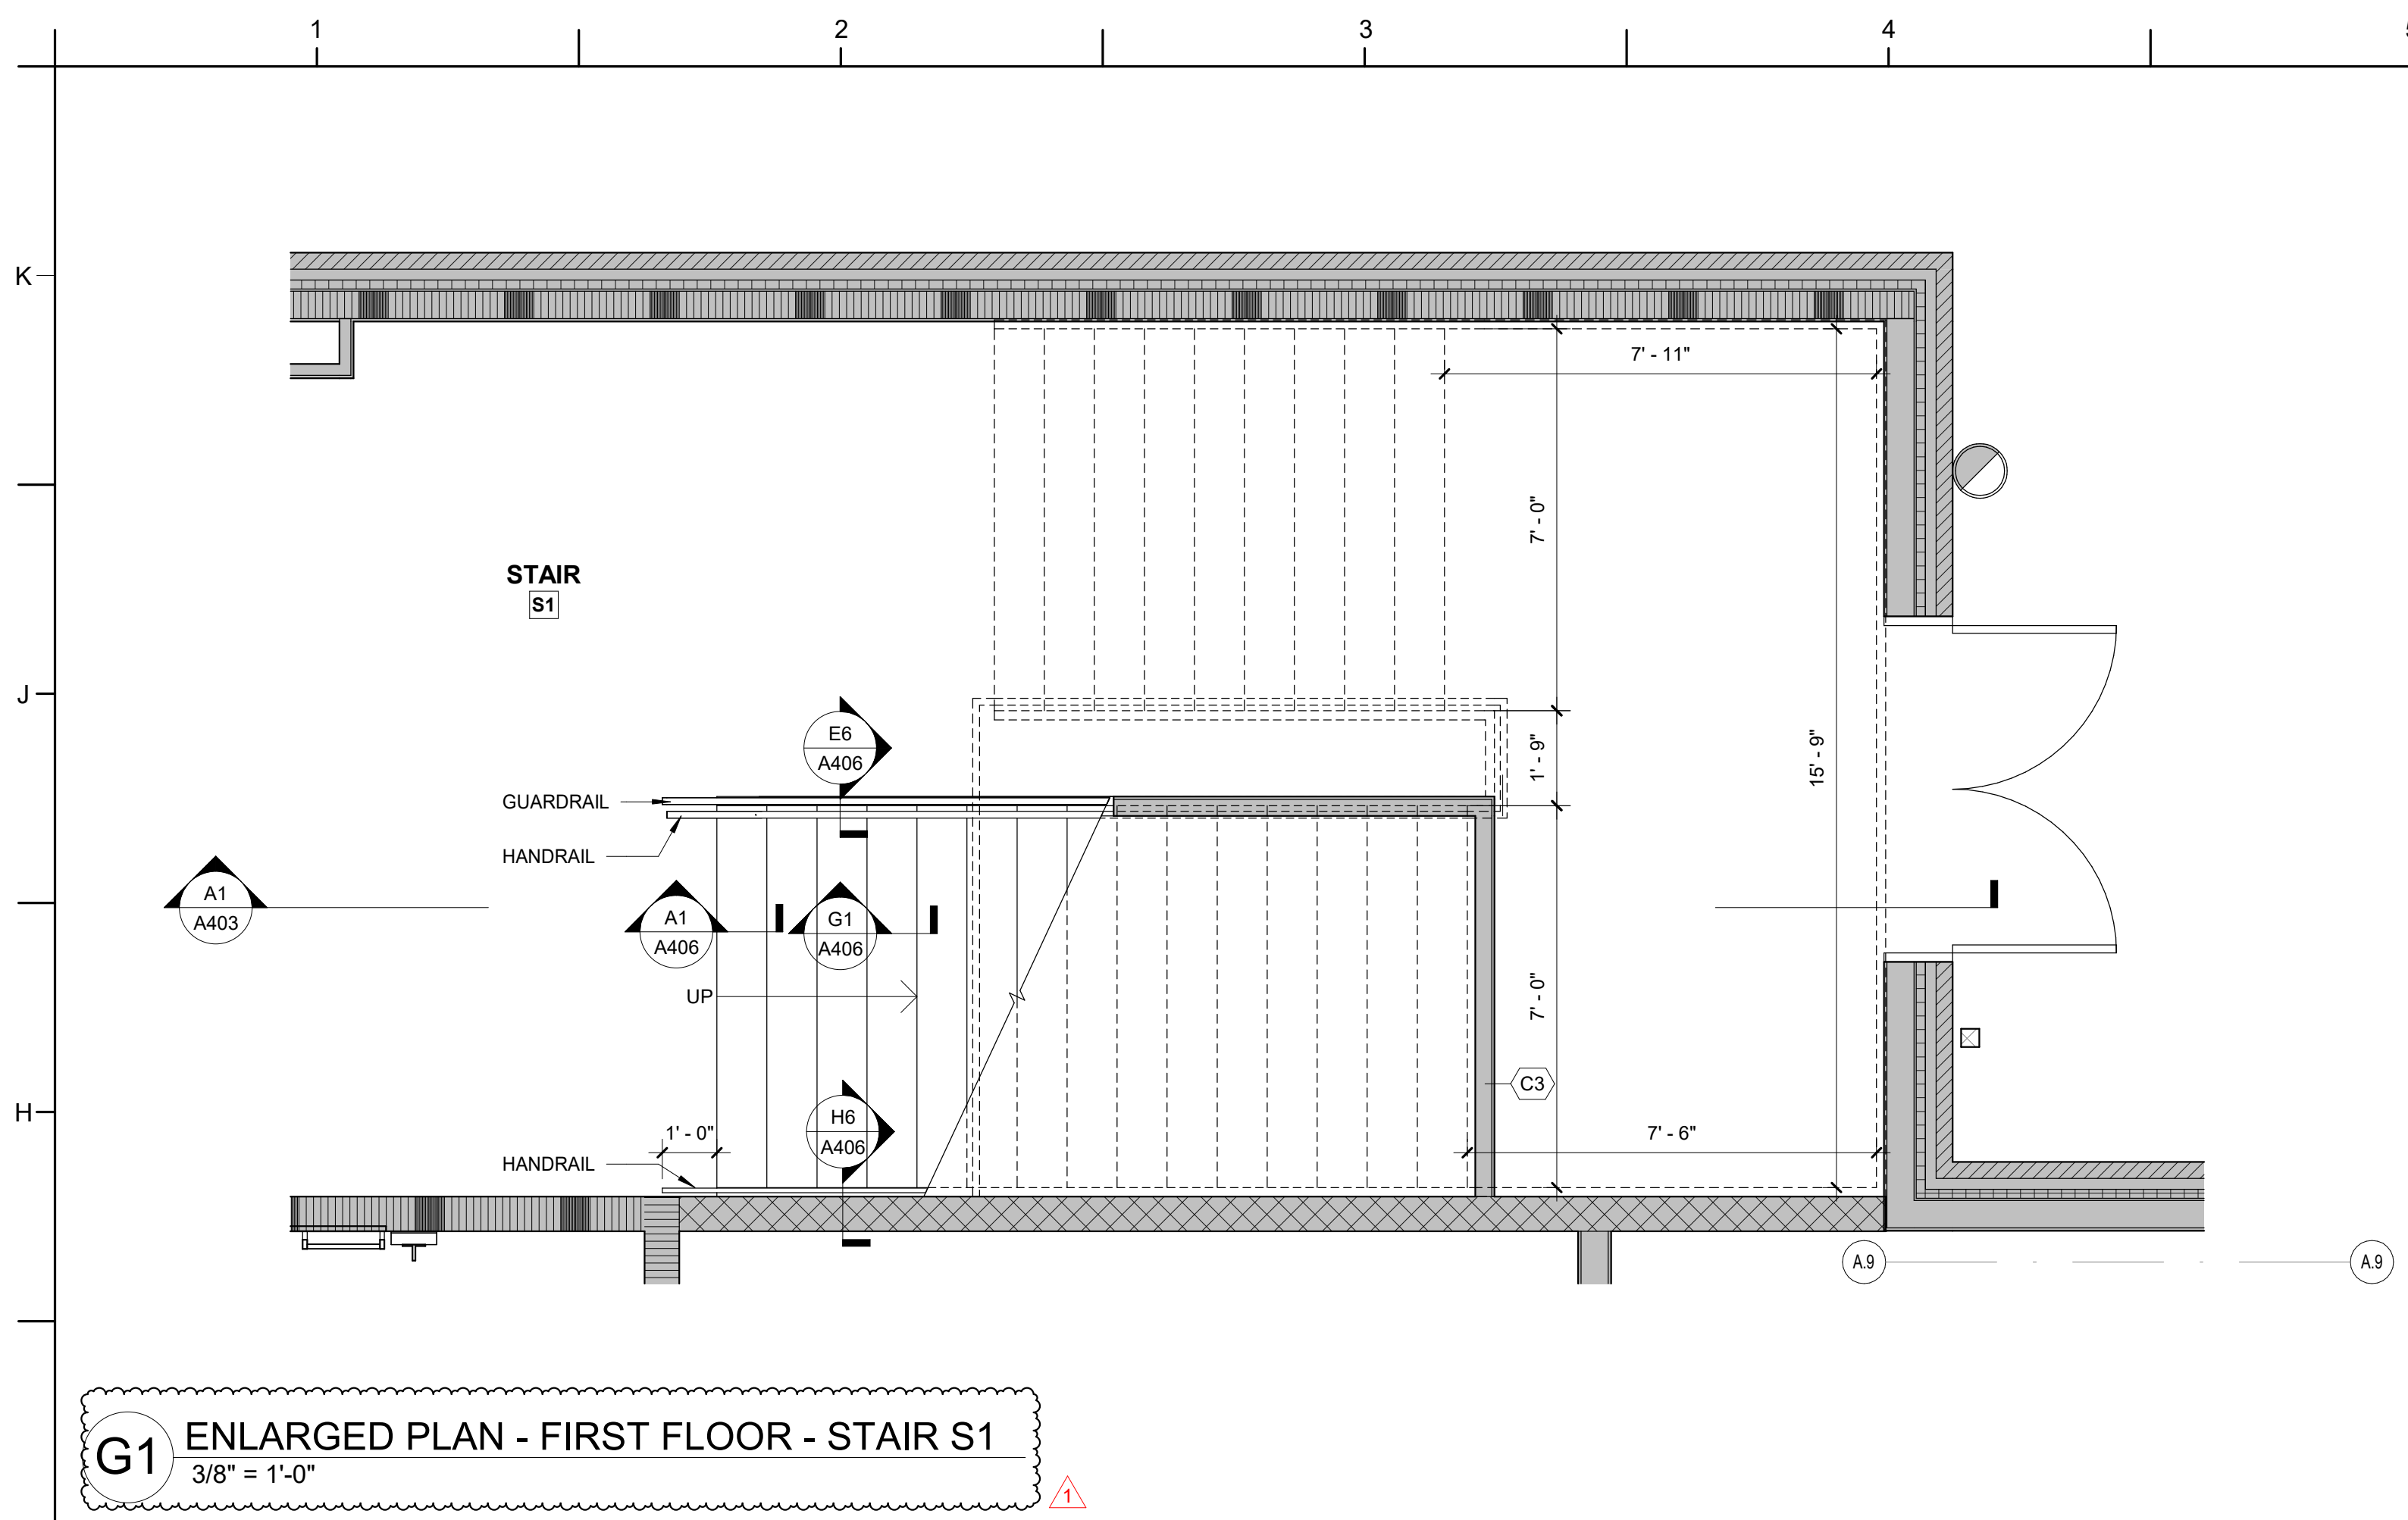 1
2
3
4
K
7' - 11"
7' - 0"
STAIR
S1
J
E6
A406
1' - 9"
15' - 9"
GUARDRAIL
HANDRAIL
A1
A403
A1
A406
G1
A406
UP
7' - 0"
C3
H
H6
A406
1' - 0"
7' - 6"
HANDRAIL
A.9
A.9
G1
ENLARGED PLAN - FIRST FLOOR - STAIR S1
3/8" = 1'-0"
1